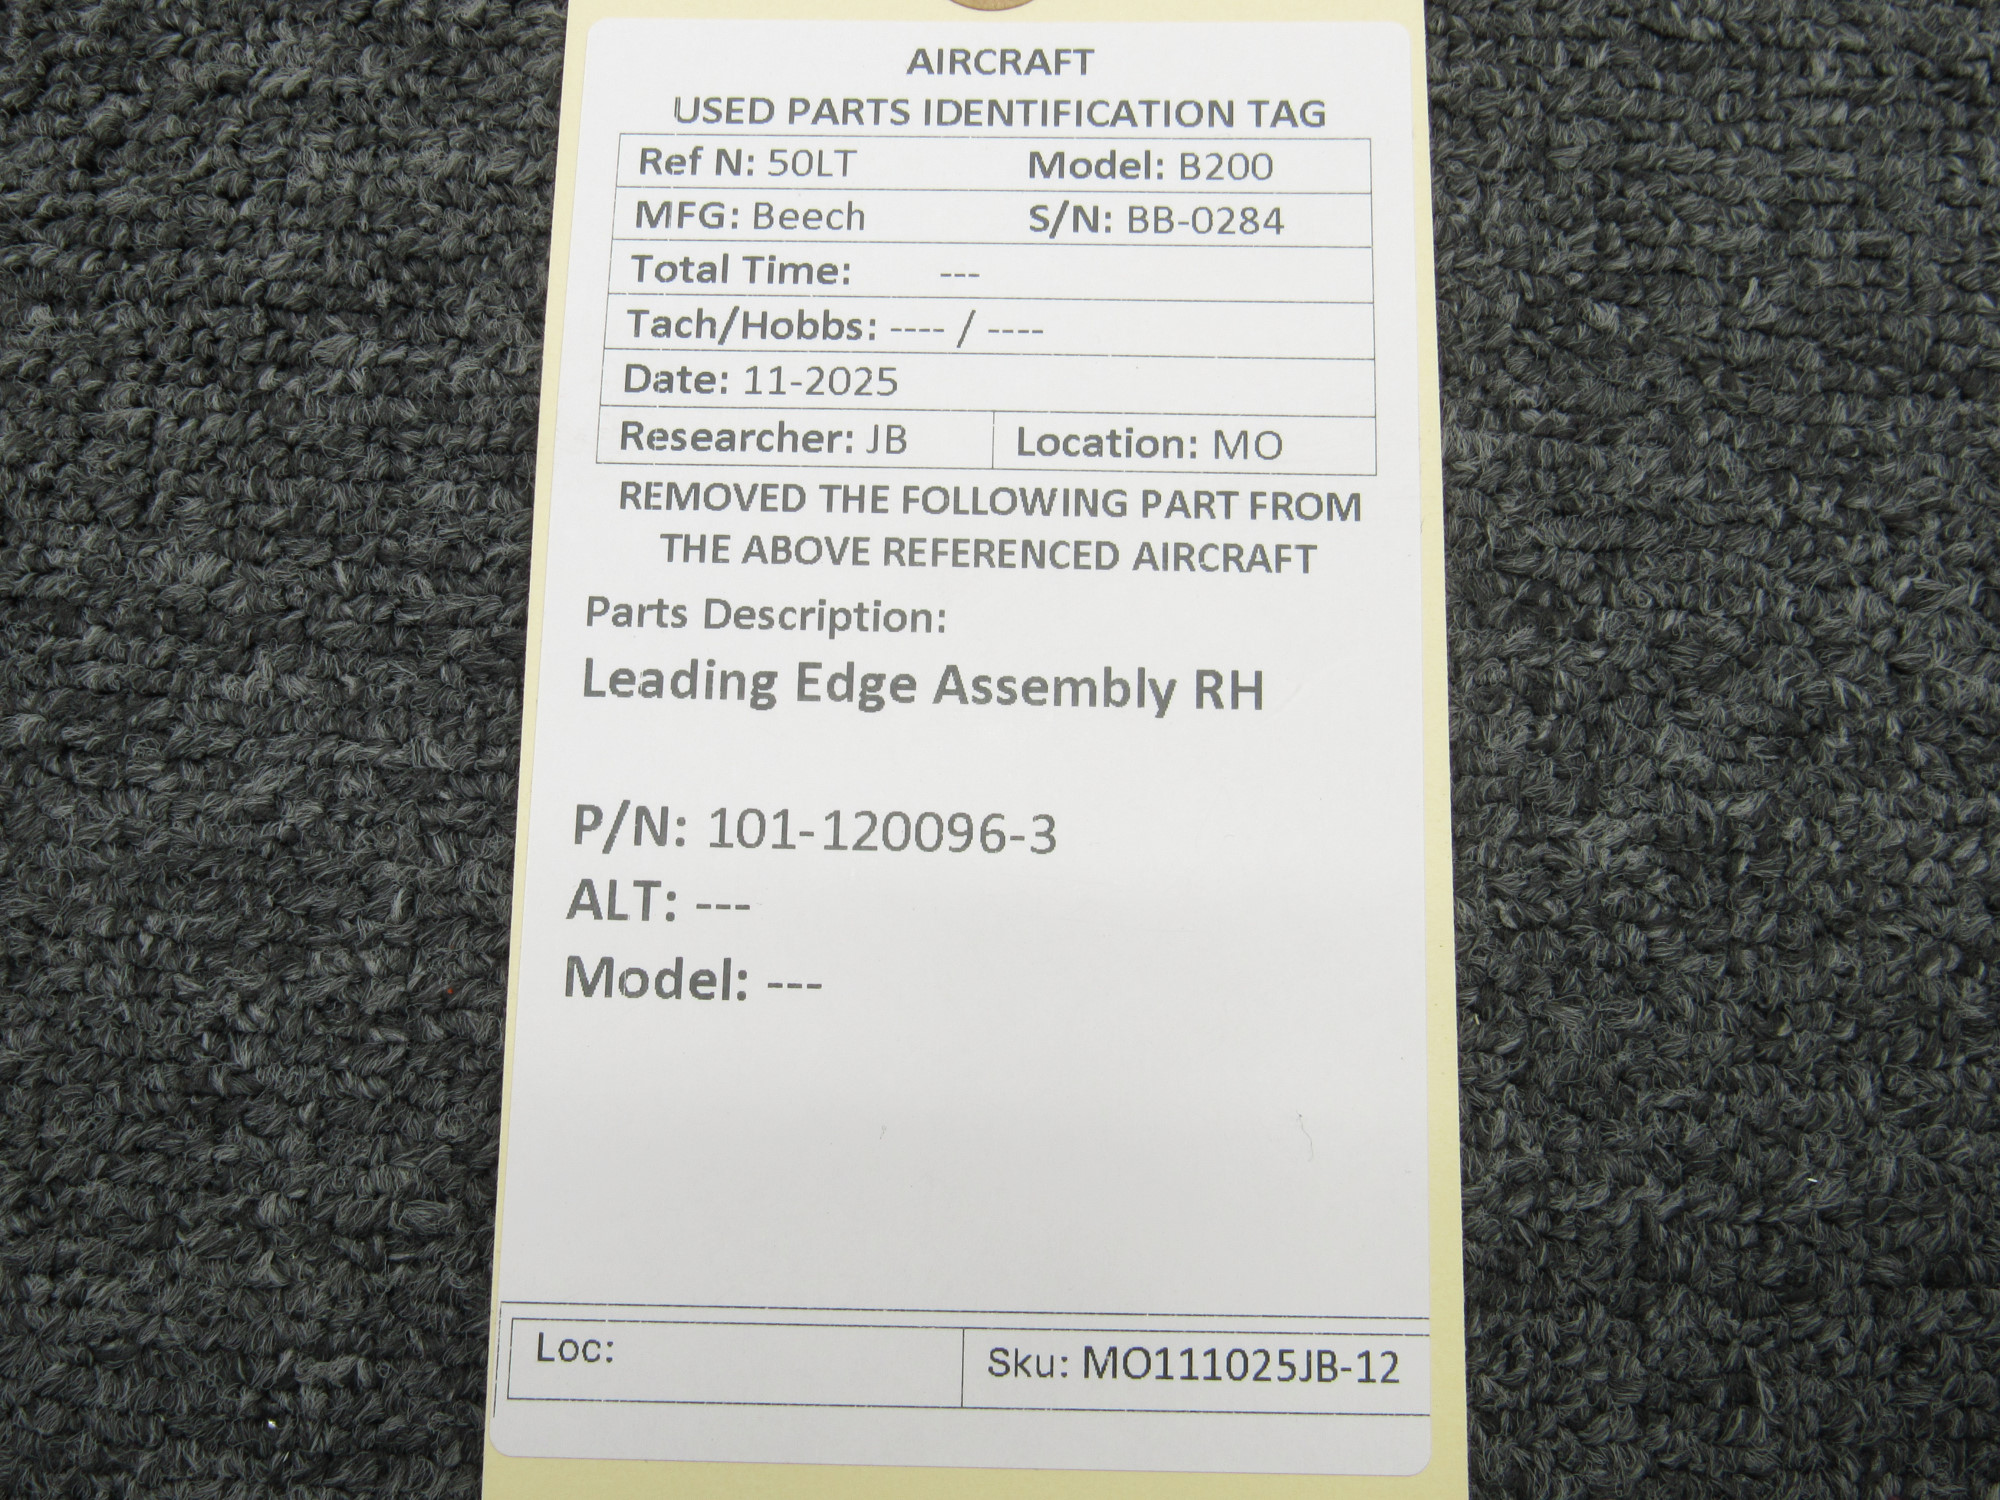 AIRCRAFT
USED PARTS IDENTIFICATION TAG
Ref N: 50LT Model: B200
MFG: Beech S/N: BB-0284
Total Time: ---
Tach/Hobbs: ---- / ----
Date: 11-2025
Researcher: JB Location: MO
REMOVED THE FOLLOWING PART FROM
THE ABOVE REFERENCED AIRCRAFT
Parts Description:
Leading Edge Assembly RH
P/N: 101-120096-3
ALT: ---
Model: ---
Loc: Sku: MO111025JB-12